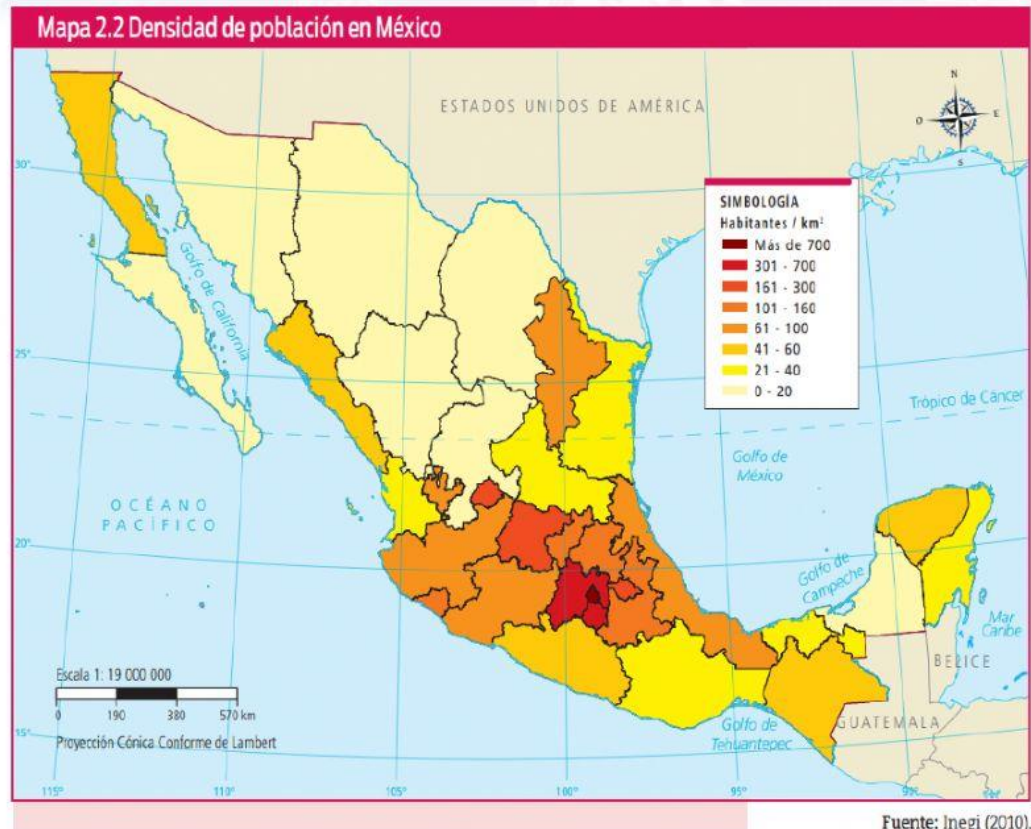 Mapa 2.2 Densidad de población en México
ESTADOS UNIDOS DE AMÉRICA
N
O
E
S
30°
SIMBOLOGÍA
Habitantes / km²
Más de 700
301 - 700
161 - 300
101 - 160
61 - 100
41 - 60
21 - 40
0 - 20
Golfo de
California
25°
Trópico de Cáncer
Golfo de
México
OCÉANO
PACÍFICO
20°
Golfo de
Campeche
Mar
Caribe
BELICE
Escala 1: 19 000 000
0 190 380 570 km
Proyección Cónica Conforme de Lambert
GUATEMALA
Golfo de
Tehuantepec
15°
115° 110° 105° 100° 95° 90°
Fuente: Inegi (2010).